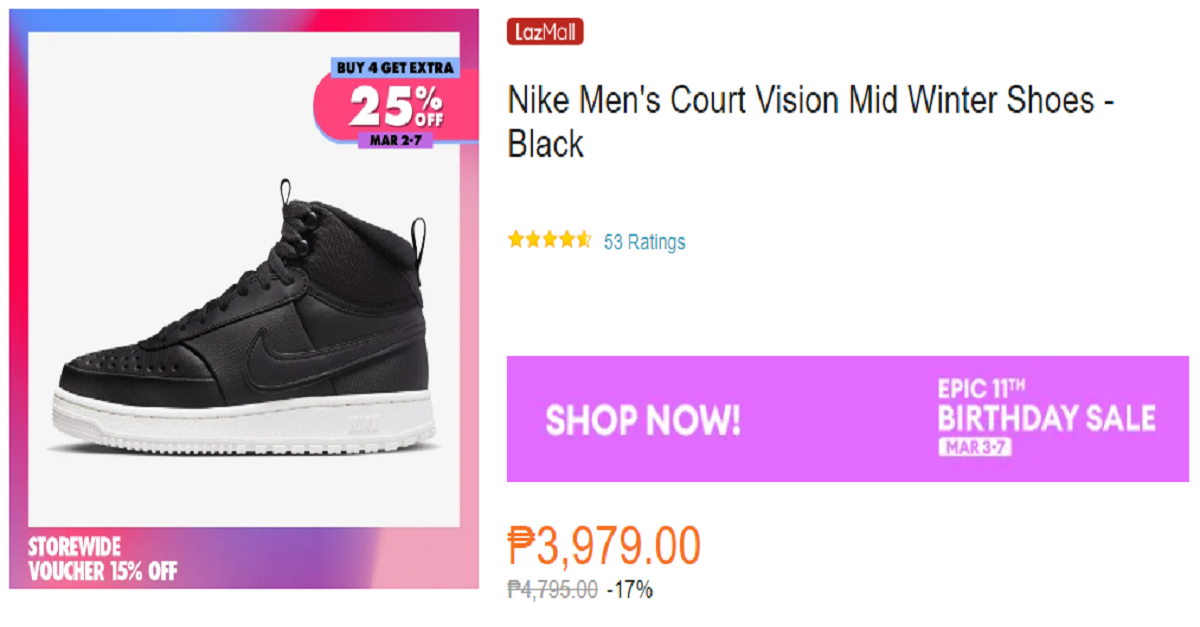 BUY 4 GET EXTRA
25% OFF
MAR 2-7
NIKE
STOREWIDE
VOUCHER 15% OFF
LazMall
Nike Men's Court Vision Mid Winter Shoes -
Black
53 Ratings
SHOP NOW!
EPIC 11TH
BIRTHDAY SALE
MAR 3-7
₱3,979.00
₱4,795.00 -17%